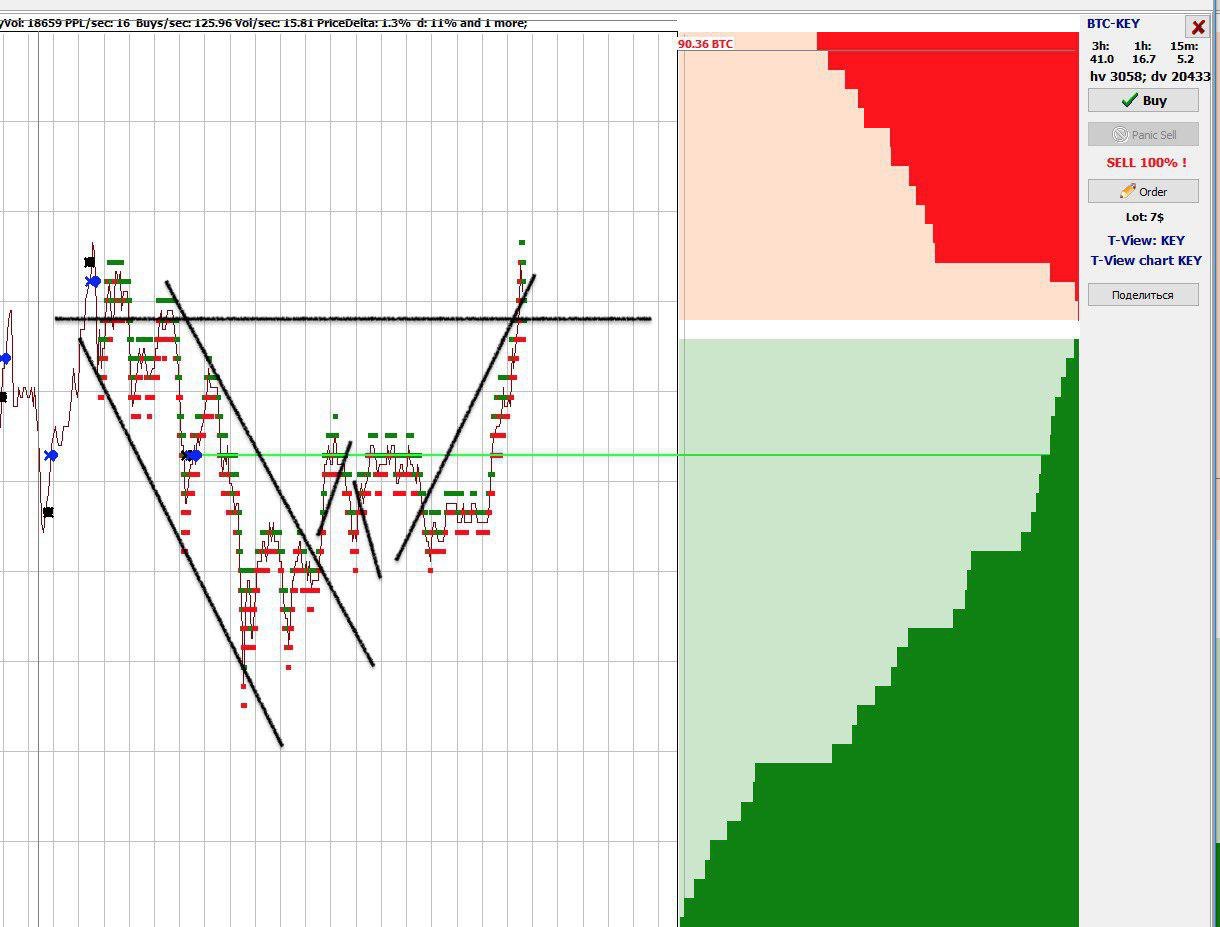 yVol: 18659 PPL/sec: 16 Buys/sec: 125.96 Vol/sec: 15.81 PriceDelta: 1.3% d: 11% and 1 more;
90.36 BTC
BTC-KEY
3h: 1h: 15m:
41.0 16.7 5.2
hv 3058; dv 20433
Buy
Panic Sell
SELL 100% !
Order
Lot: 7$
T-View: KEY
T-View chart KEY
Поделиться